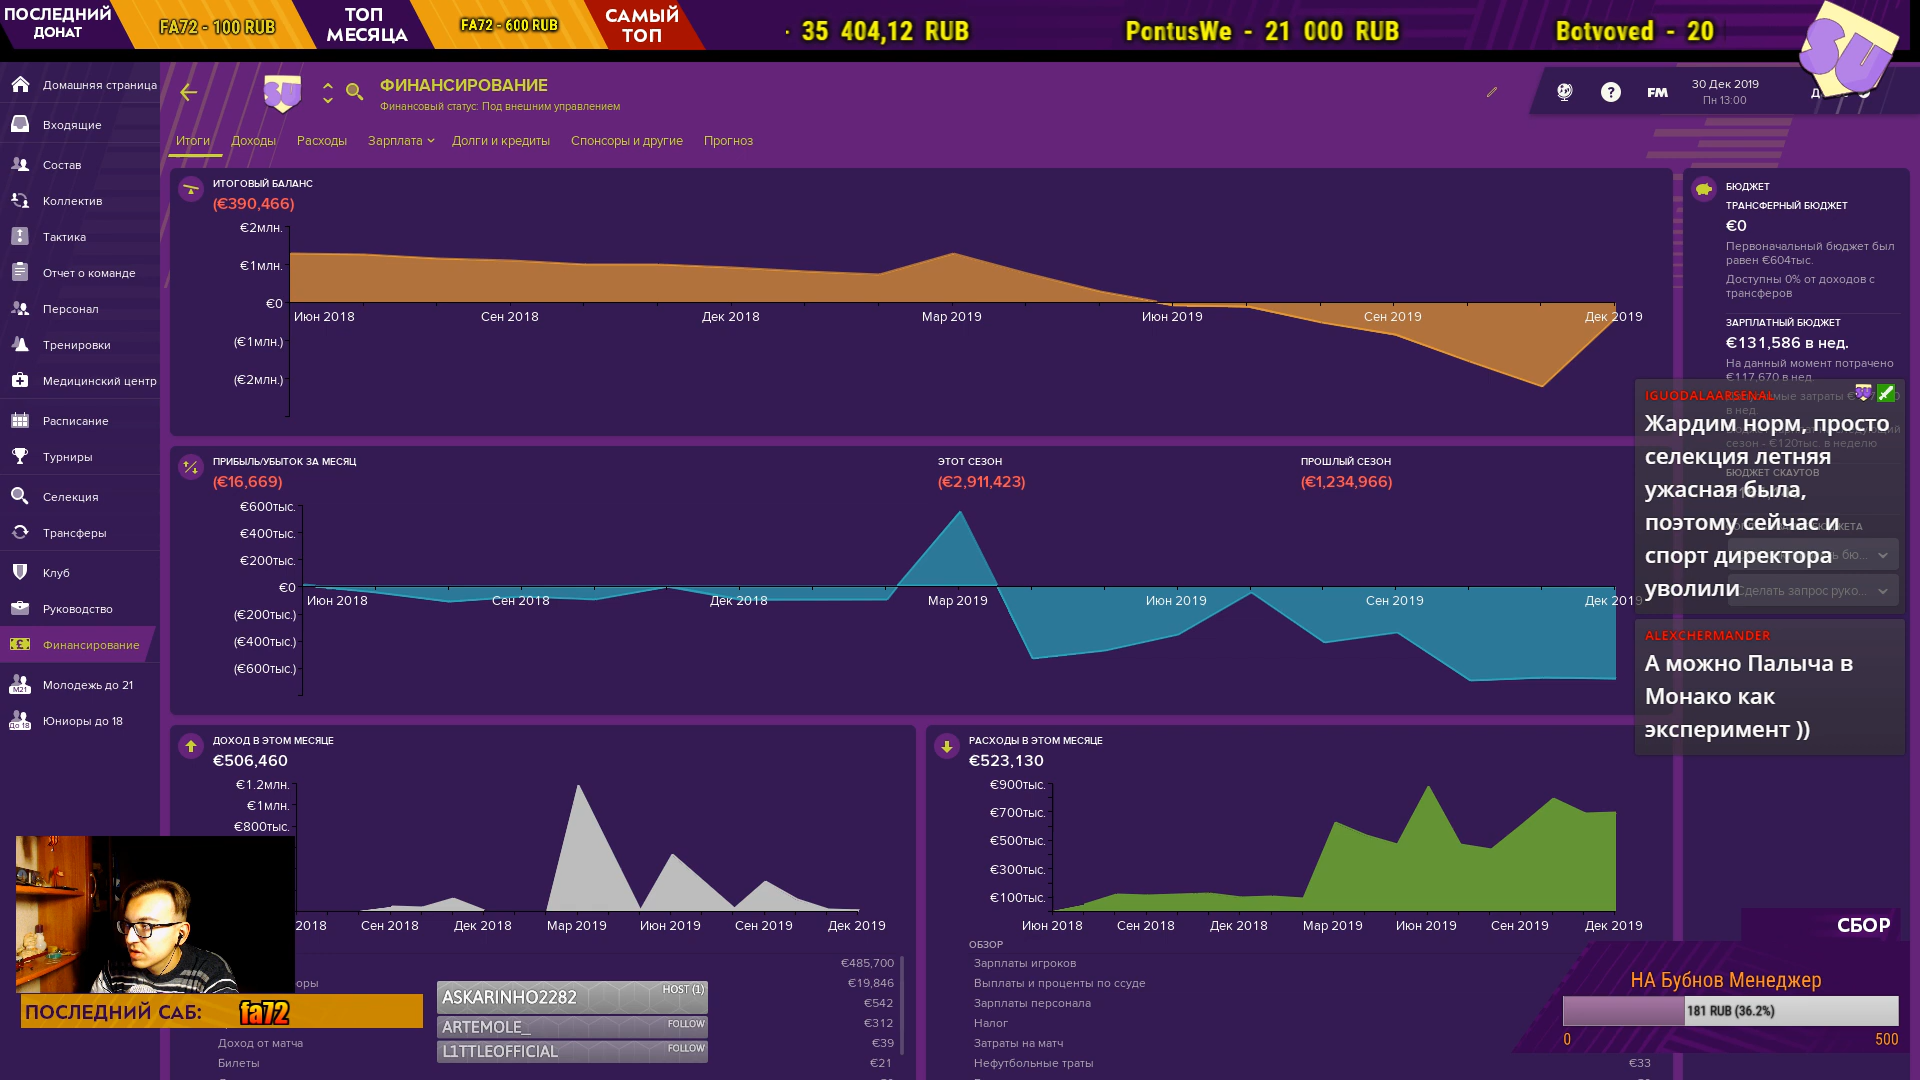 ПОСЛЕДНИЙ
ДОНАТ
FA72 - 100 RUB
ТОП
МЕСЯЦА
FA72 - 600 RUB
САМЫЙ
ТОП
35 404,12 RUB
PontusWe - 21 000 RUB
Botvoved - 20
SU
Домашняя страница
Входящие
Состав
Коллектив
Тактика
Отчет о команде
Персонал
Тренировки
Медицинский центр
Расписание
Турниры
Селекция
Трансферы
Клуб
Руководство
Финансирование
Молодежь до 21
Юниоры до 18
ФИНАНСИРОВАНИЕ
Финансовый статус: Под внешним управлением
FM
30 Дек 2019
Пн 13:00
Итоги
Доходы
Расходы
Зарплата
Долги и кредиты
Спонсоры и другие
Прогноз
ИТОГОВЫЙ БАЛАНС
(€390,466)
€2млн.
€1млн.
€0
(€1млн.)
(€2млн.)
Июн 2018
Сен 2018
Дек 2018
Мар 2019
Июн 2019
Сен 2019
Дек 2019
ПРИБЫЛЬ/УБЫТОК ЗА МЕСЯЦ
(€16,669)
ЭТОТ СЕЗОН
(€2,911,423)
ПРОШЛЫЙ СЕЗОН
(€1,234,966)
€600тыс.
€400тыс.
€200тыс.
€0
(€200тыс.)
(€400тыс.)
(€600тыс.)
Июн 2018
Сен 2018
Дек 2018
Мар 2019
Июн 2019
Сен 2019
Дек 2019
ДОХОД В ЭТОМ МЕСЯЦЕ
€506,460
€1.2млн.
€1млн.
€800тыс.
2018
Сен 2018
Дек 2018
Мар 2019
Июн 2019
Сен 2019
Дек 2019
€485,700
€19,846
€542
€312
Доход от матча
€39
Билеты
€21
РАСХОДЫ В ЭТОМ МЕСЯЦЕ
€523,130
€900тыс.
€700тыс.
€500тыс.
€300тыс.
€100тыс.
Июн 2018
Сен 2018
Дек 2018
Мар 2019
Июн 2019
Сен 2019
Дек 2019
ОБЗОР
Зарплаты игроков
Выплаты и проценты по ссуде
Зарплаты персонала
Налог
Затраты на матч
Нефутбольные траты
€33
БЮДЖЕТ
ТРАНСФЕРНЫЙ БЮДЖЕТ
€0
Первоначальный бюджет был
равен €604тыс.
Доступны 0% от доходов с
трансферов
ЗАРПЛАТНЫЙ БЮДЖЕТ
€131,586 в нед.
На данный момент потрачено
€117,670 в нед.
IGUODALAARSENAL
Жардим норм, просто
селекция летняя
ужасная была,
поэтому сейчас и
спорт директора
уволили
сезон - €120тыс. в неделю
БЮДЖЕТ СКАУТОВ
Сделать запрос руко...
ALEXCHERMANDER
А можно Палыча в
Монако как
эксперимент ))
СБОР
НА Бубнов Менеджер
181 RUB (36.2%)
0
500
ПОСЛЕДНИЙ САБ:
fa72
ASKARINHO2282
HOST (1)
ARTEMOLE_
FOLLOW
L1TTLEOFFICIAL
FOLLOW